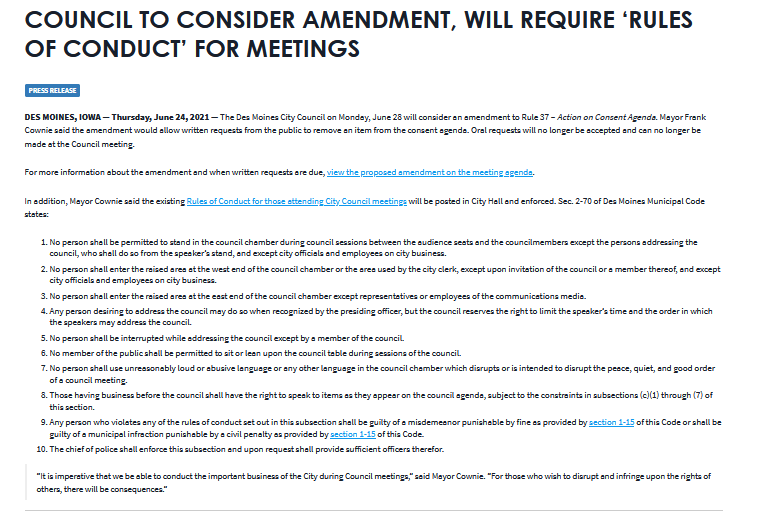 COUNCIL TO CONSIDER AMENDMENT, WILL REQUIRE ‘RULES
OF CONDUCT’ FOR MEETINGS
PRESS RELEASE
DES MOINES, IOWA — Thursday, June 24, 2021 — The Des Moines City Council on Monday, June 28 will consider an amendment to Rule 37 – Action on Consent Agenda. Mayor Frank
Cownie said the amendment would allow written requests from the public to remove an item from the consent agenda. Oral requests will no longer be accepted and can no longer be
made at the Council meeting.
For more information about the amendment and when written requests are due, view the proposed amendment on the meeting agenda.
In addition, Mayor Cownie said the existing Rules of Conduct for those attending City Council meetings will be posted in City Hall and enforced. Sec. 2-70 of Des Moines Municipal Code
states:
1. No person shall be permitted to stand in the council chamber during council sessions between the audience seats and the councilmembers except the persons addressing the
council, who shall do so from the speaker's stand, and except city officials and employees on city business.
2. No person shall enter the raised area at the west end of the council chamber or the area used by the city clerk, except upon invitation of the council or a member thereof, and except
city officials and employees on city business.
3. No person shall enter the raised area at the east end of the council chamber except representatives or employees of the communications media.
4. Any person desiring to address the council may do so when recognized by the presiding officer, but the council reserves the right to limit the speaker's time and the order in which
the speakers may address the council.
5. No person shall be interrupted while addressing the council except by a member of the council.
6. No member of the public shall be permitted to sit or lean upon the council table during sessions of the council.
7. No person shall use unreasonably loud or abusive language or any other language in the council chamber which disrupts or is intended to disrupt the peace, quiet, and good order
of a council meeting.
8. Those having business before the council shall have the right to speak to items as they appear on the council agenda, subject to the constraints in subsections (c)(1) through (7) of
this section.
9. Any person who violates any of the rules of conduct set out in this subsection shall be guilty of a misdemeanor punishable by fine as provided by section 1-15 of this Code or shall be
guilty of a municipal infraction punishable by a civil penalty as provided by section 1-15 of this Code.
10. The chief of police shall enforce this subsection and upon request shall provide sufficient officers therefor.
"It is imperative that we be able to conduct the important business of the City during Council meetings," said Mayor Cownie. "For those who wish to disrupt and infringe upon the rights of
others, there will be consequences."